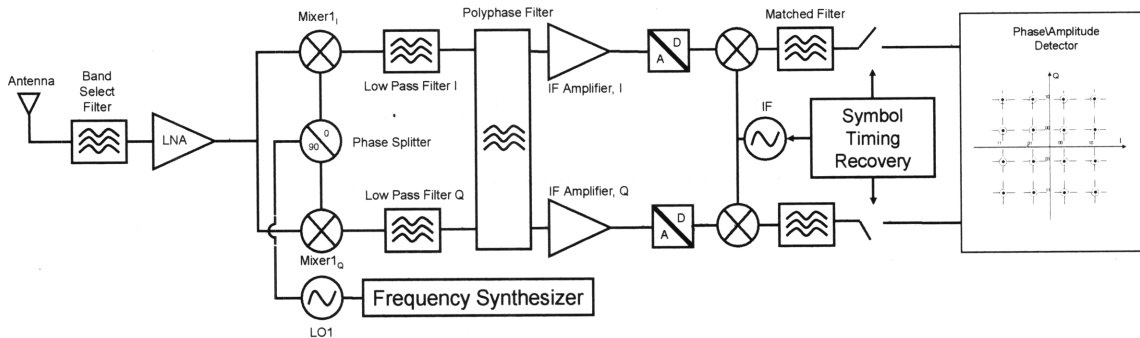 Antenna
Band
Select
Filter
LNA
Mixer1I
Low Pass Filter I
0
90
Phase Splitter
Low Pass Filter Q
Mixer1Q
LO1
Frequency Synthesizer
Polyphase Filter
IF Amplifier, I
IF Amplifier, Q
D
A
D
A
Matched Filter
IF
Symbol
Timing
Recovery
Phase\Amplitude
Detector
Q
I